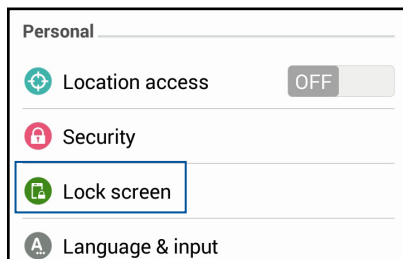 Personal
Location access OFF
Security
Lock screen
A Language & input